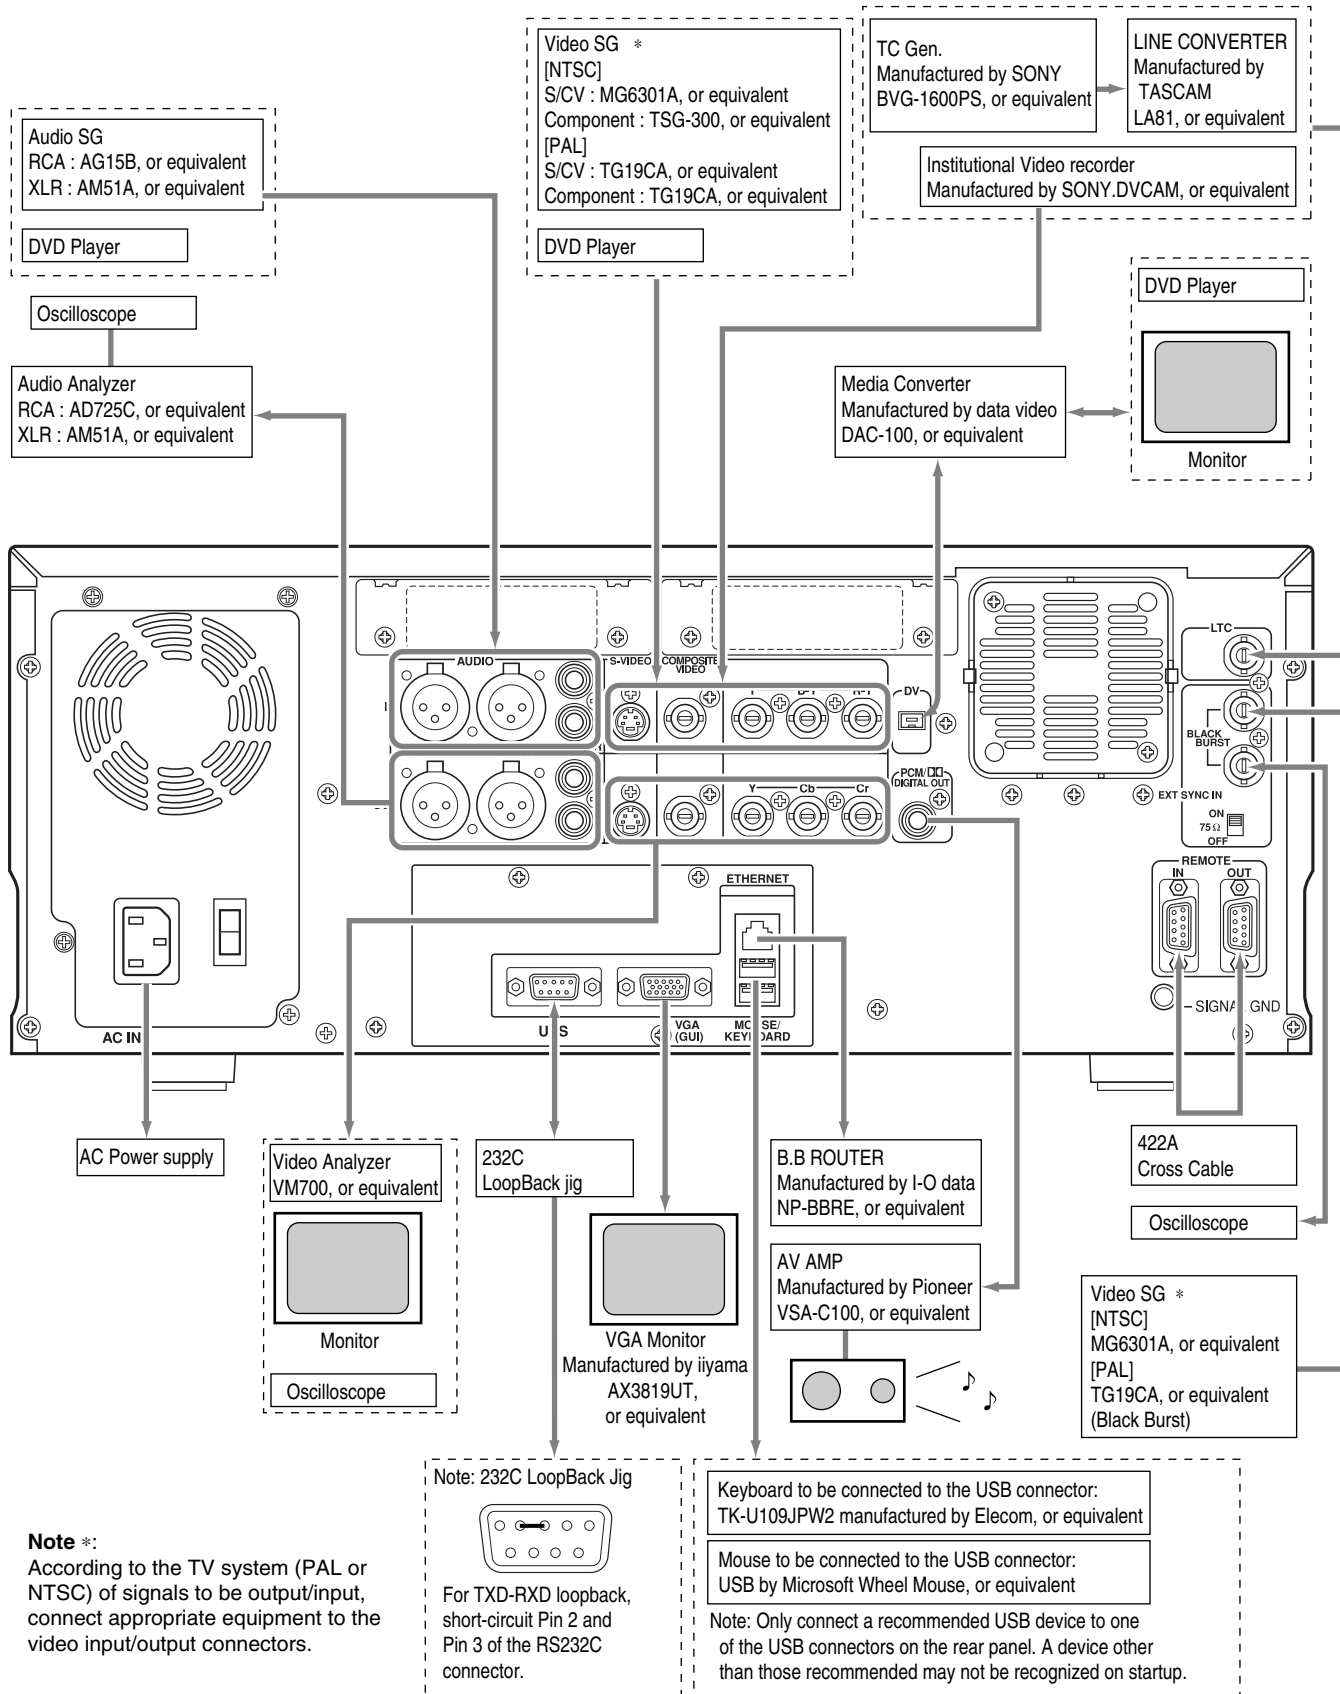 Video SG *
[NTSC]
S/CV : MG6301A, or equivalent
Component : TSG-300, or equivalent
[PAL]
S/CV : TG19CA, or equivalent
Component : TG19CA, or equivalent
DVD Player
TC Gen.
Manufactured by SONY
BVG-1600PS, or equivalent
LINE CONVERTER
Manufactured by
TASCAM
LA81, or equivalent
Institutional Video recorder
Manufactured by SONY.DVCAM, or equivalent
Audio SG
RCA : AG15B, or equivalent
XLR : AM51A, or equivalent
DVD Player
Oscilloscope
Audio Analyzer
RCA : AD725C, or equivalent
XLR : AM51A, or equivalent
Media Converter
Manufactured by data video
DAC-100, or equivalent
DVD Player
Monitor
AUDIO
S-VIDEO
COMPOSITE
VIDEO
DV
LTC
BLACK
BURST
PCM/
DIGITAL OUT
Y
Cb
Cr
EXT SYNC IN
ON
75Ω
OFF
REMOTE
IN
OUT
ETHERNET
VGA
(GUI)
AC IN
GND
AC Power supply
Video Analyzer
VM700, or equivalent
Monitor
Oscilloscope
232C
LoopBack jig
VGA Monitor
Manufactured by iiyama
AX3819UT,
or equivalent
B.B ROUTER
Manufactured by I-O data
NP-BBRE, or equivalent
AV AMP
Manufactured by Pioneer
VSA-C100, or equivalent
422A
Cross Cable
Oscilloscope
Video SG *
[NTSC]
MG6301A, or equivalent
[PAL]
TG19CA, or equivalent
(Black Burst)
Note: 232C LoopBack Jig
For TXD-RXD loopback,
short-circuit Pin 2 and
Pin 3 of the RS232C
connector.
Keyboard to be connected to the USB connector:
TK-U109JPW2 manufactured by Elecom, or equivalent
Mouse to be connected to the USB connector:
USB by Microsoft Wheel Mouse, or equivalent
Note: Only connect a recommended USB device to one
of the USB connectors on the rear panel. A device other
than those recommended may not be recognized on startup.
Note *:
According to the TV system (PAL or
NTSC) of signals to be output/input,
connect appropriate equipment to the
video input/output connectors.